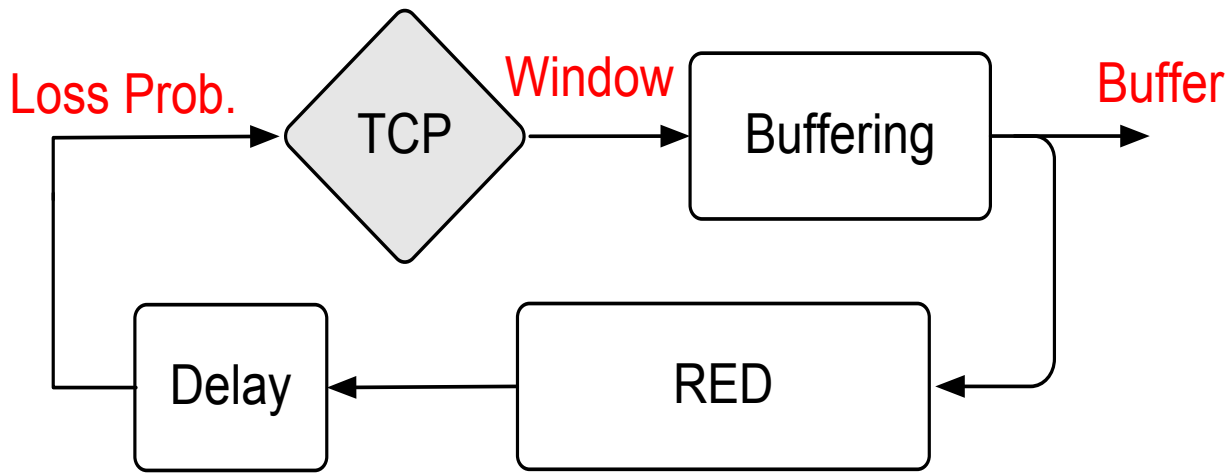 Loss Prob.
TCP
Window
Buffering
Buffer
Delay
RED